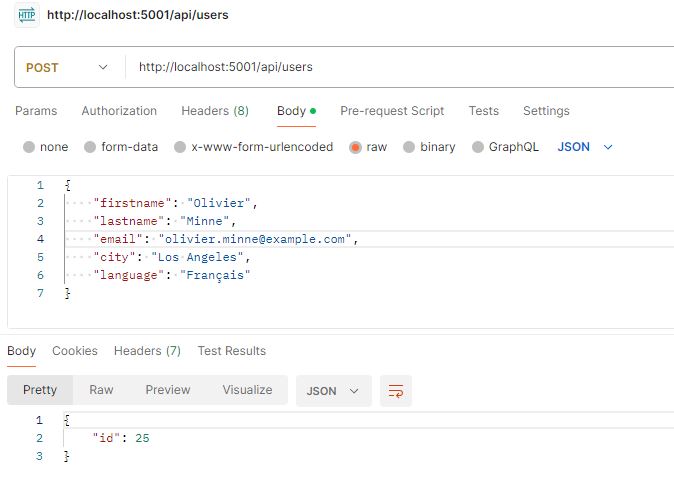 HTTP http://localhost:5001/api/users
POST http://localhost:5001/api/users
Params Authorization Headers (8) Body Pre-request Script Tests Settings
none form-data x-www-form-urlencoded raw binary GraphQL JSON
1 {
2 ····"firstname":·"Olivier",
3 ····"lastname":·"Minne",
4 ····"email":·"olivier.minne@example.com",
5 ····"city":·"Los·Angeles",
6 ····"language":·"Français"
7 }
Body Cookies Headers (7) Test Results
Pretty Raw Preview Visualize JSON
1 {
2 "id": 25
3 }